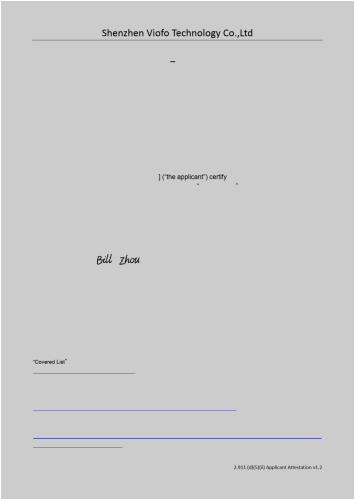 Shenzhen Viofo Technology Co.,Ltd
–
] (“the applicant”) certify
Bill Zhou
“Covered List”
2.911 (d)(5)(ii) Applicant Attestation v1.2